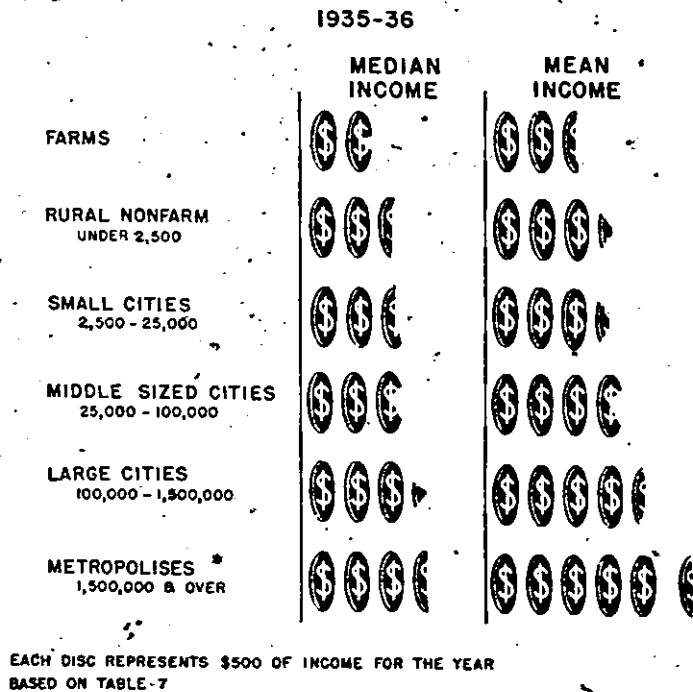 1935-36
MEDIAN INCOME
MEAN INCOME
FARMS
RURAL NONFARM
UNDER 2,500
SMALL CITIES
2,500 - 25,000
MIDDLE SIZED CITIES
25,000 - 100,000
LARGE CITIES
100,000 - 1,500,000
METROPOLISES
1,500,000 & OVER
EACH DISC REPRESENTS $500 OF INCOME FOR THE YEAR
BASED ON TABLE-7